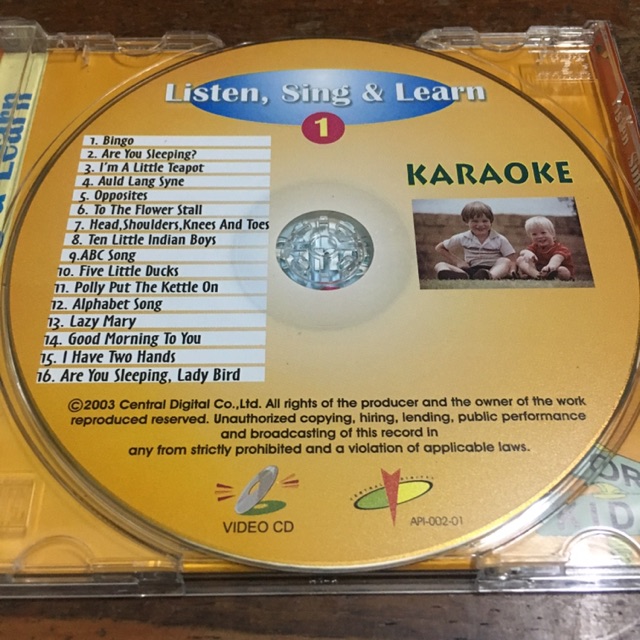 Listen, Sing & Learn
1
KARAOKE
1. Bingo
2. Are You Sleeping?
3. I'm A Little Teapot
4. Auld Lang Syne
5. Opposites
6. To The Flower Stall
7. Head,Shoulders,Knees And Toes
8. Ten Little Indian Boys
9.ABC Song
10. Five Little Ducks
11. Polly Put The Kettle On
12. Alphabet Song
13. Lazy Mary
14. Good Morning To You
15. I Have Two Hands
16. Are You Sleeping, Lady Bird
©2003 Central Digital Co.,Ltd. All rights of the producer and the owner of the work
reproduced reserved. Unauthorized copying, hiring, lending, public performance
and broadcasting of this record in
any from strictly prohibited and a violation of applicable laws.
VIDEO CD
CENTRAL DIGITAL
API-002-01
Learn